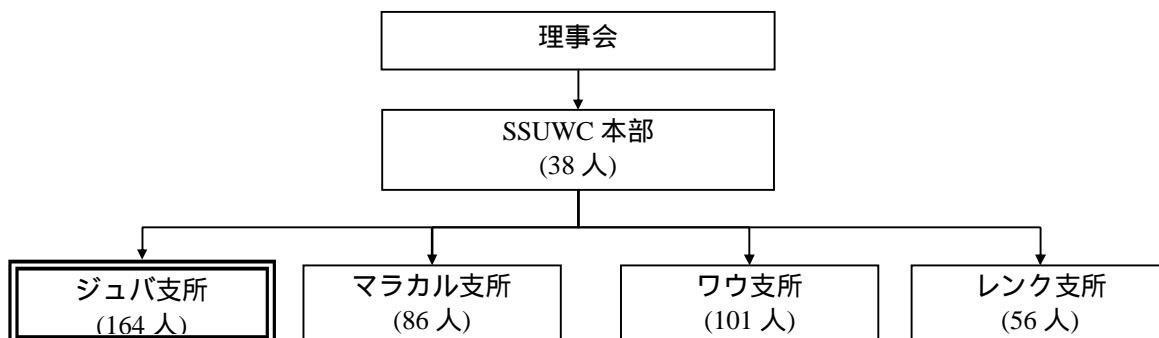 理事会
SSUWC 本部
(38 人)
ジュバ支所
(164 人)
マラカル支所
(86 人)
ワウ支所
(101 人)
レンク支所
(56 人)